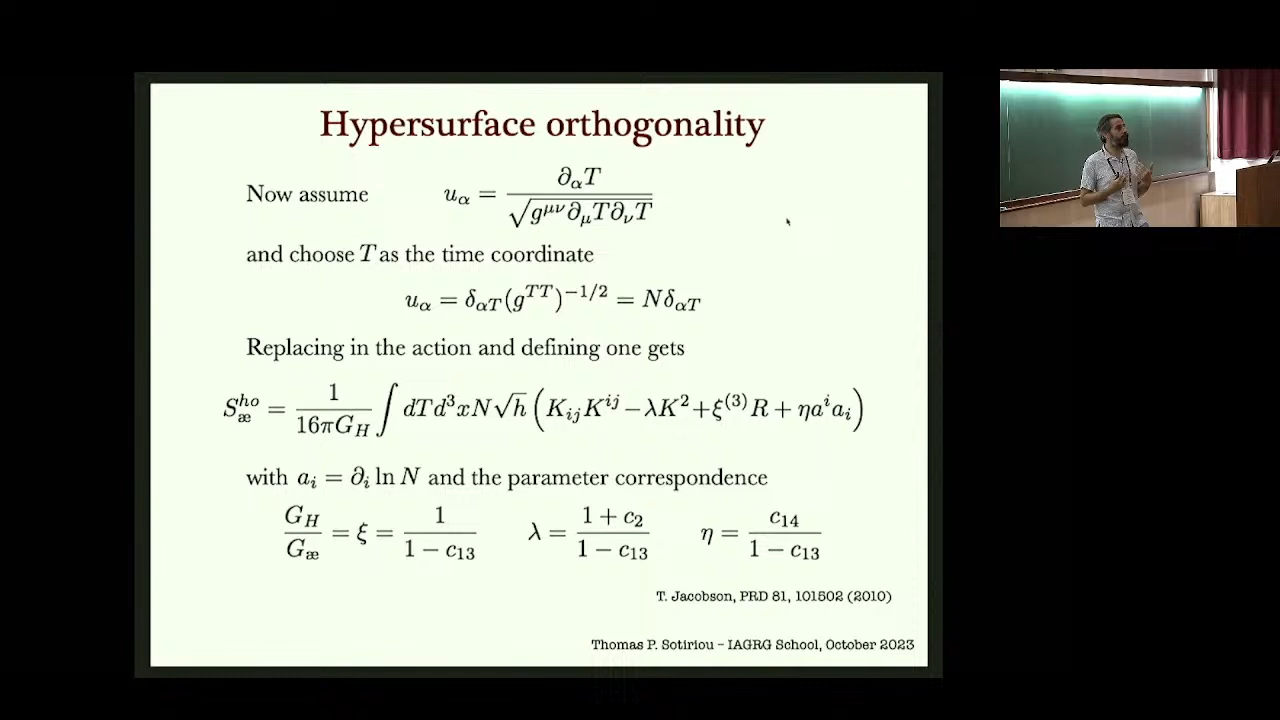 Hypersurface orthogonality
Now assume u_α = ∂_αT / √(g^{μν}∂_μT∂_νT)
and choose T as the time coordinate
u_α = δ_{αT}(g^{TT})^{-1/2} = Nδ_{αT}
Replacing in the action and defining one gets
S^{ho}_æ = 1/(16πG_H) ∫ dTd³xN√h (K_{ij}K^{ij} − λK² + ξ^{(3)}R + ηa^i a_i)
with a_i = ∂_i ln N and the parameter correspondence
G_H/G_æ = ξ = 1/(1 − c_{13}) λ = (1 + c_2)/(1 − c_{13}) η = c_{14}/(1 − c_{13})
T. Jacobson, PRD 81, 101502 (2010)
Thomas P. Sotiriou – IAGRG School, October 2023